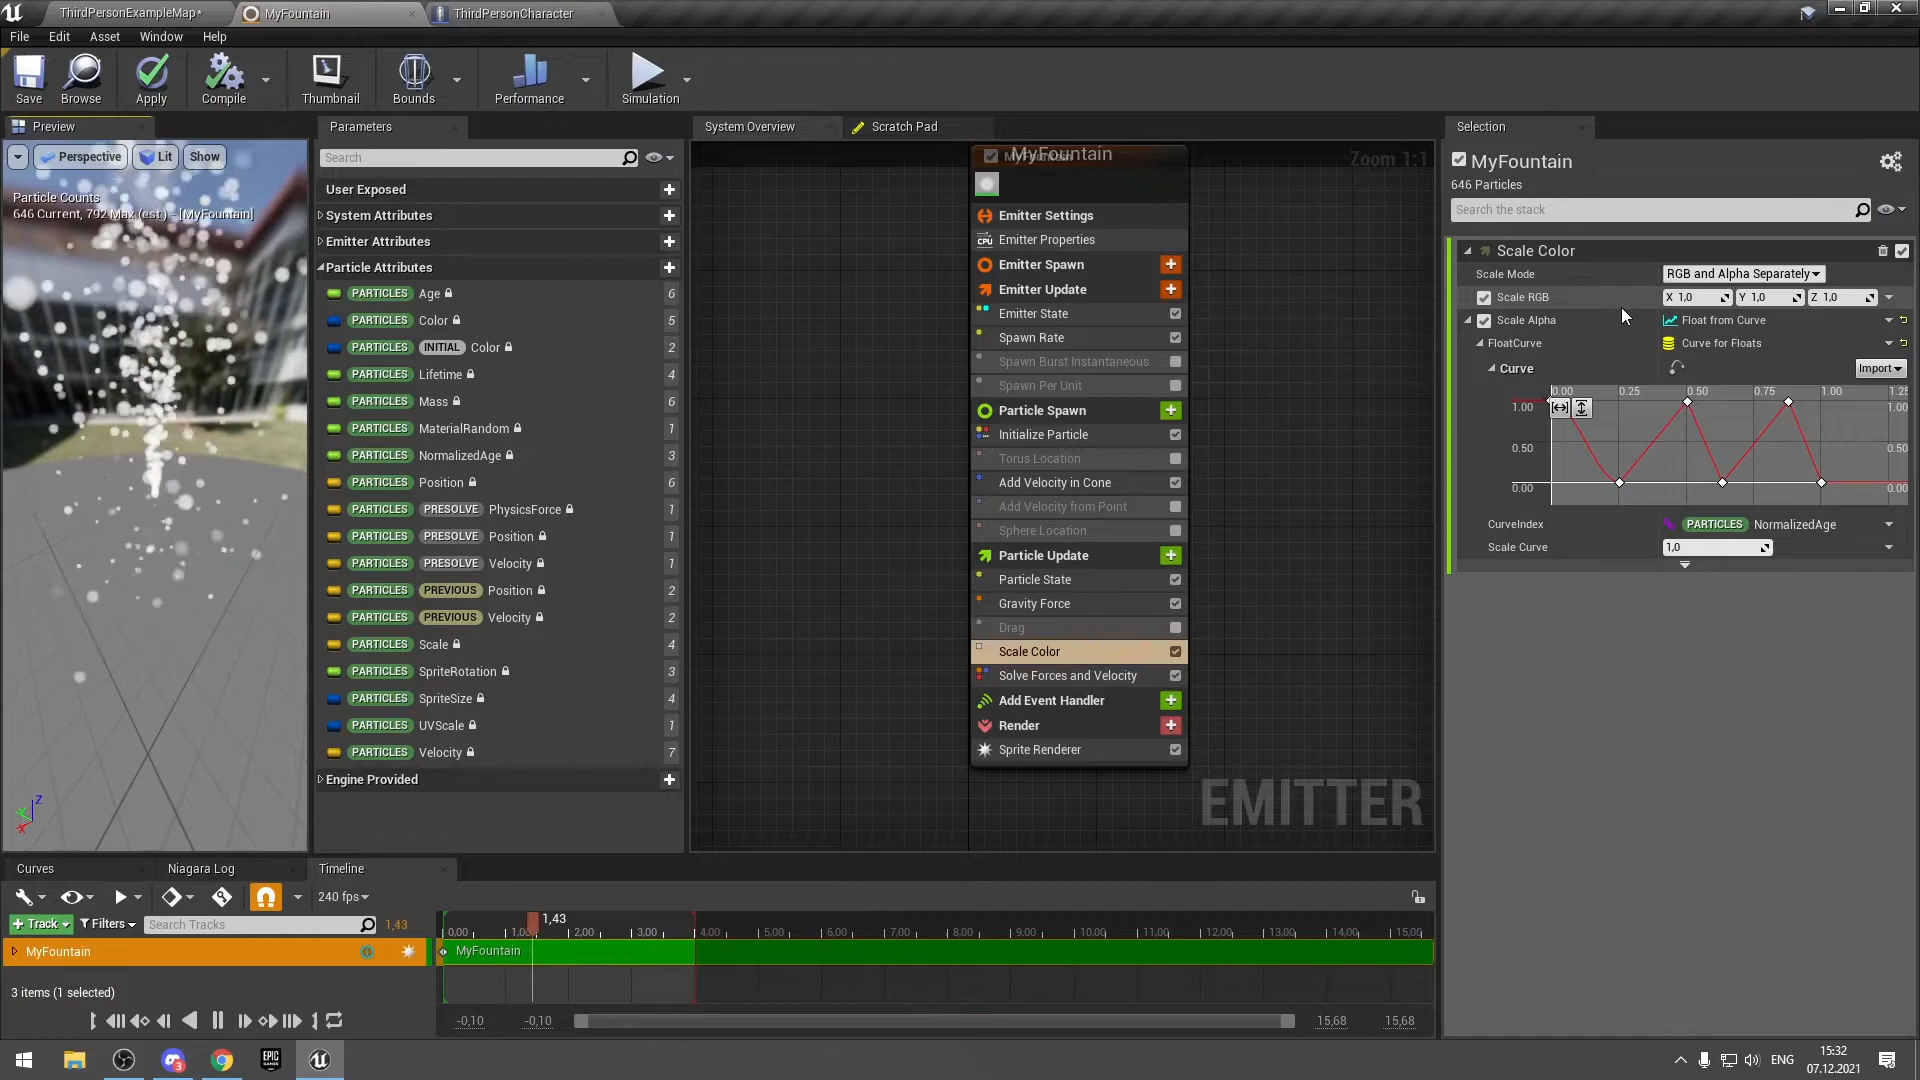 ThirdPersonExampleMap*
MyFountain
ThirdPersonCharacter
File Edit Asset Window Help
Save Browse Apply Compile Thumbnail Bounds Performance Simulation
Preview
Perspective Lit Show
Particle Counts
646 Current, 792 Max (est.) - [MyFountain]
Z
Y
X
Parameters
Search
User Exposed
System Attributes
Emitter Attributes
Particle Attributes
PARTICLES Age 6
PARTICLES Color 5
PARTICLES INITIAL Color 2
PARTICLES Lifetime 4
PARTICLES Mass 6
PARTICLES MaterialRandom 1
PARTICLES NormalizedAge 3
PARTICLES Position 6
PARTICLES PRESOLVE PhysicsForce 1
PARTICLES PRESOLVE Position 1
PARTICLES PRESOLVE Velocity 1
PARTICLES PREVIOUS Position 2
PARTICLES PREVIOUS Velocity 2
PARTICLES Scale 4
PARTICLES SpriteRotation 3
PARTICLES SpriteSize 4
PARTICLES UVScale 1
PARTICLES Velocity 7
Engine Provided
System Overview Scratch Pad
MyFountain
Zoom 1:1
Emitter Settings
CPU Emitter Properties
Emitter Spawn
Emitter Update
Emitter State
Spawn Rate
Spawn Burst Instantaneous
Spawn Per Unit
Particle Spawn
Initialize Particle
Torus Location
Add Velocity in Cone
Add Velocity from Point
Sphere Location
Particle Update
Particle State
Gravity Force
Drag
Scale Color
Solve Forces and Velocity
Add Event Handler
Render
Sprite Renderer
EMITTER
Selection
MyFountain
646 Particles
Search the stack
Scale Color
Scale Mode RGB and Alpha Separately
Scale RGB X 1,0 Y 1,0 Z 1,0
Scale Alpha Float from Curve
FloatCurve Curve for Floats
Curve Import
0.00 0.25 0.50 0.75 1.00 1.25
1.00 1.00
0.50 0.50
0.00 0.00
CurveIndex PARTICLES NormalizedAge
Scale Curve 1,0
Curves Niagara Log Timeline
240 fps
Track Filters Search Tracks 1,43
1,43
0,00 2,00 3,00 4,00 5,00 6,00 7,00 8,00 9,00 10,00 11,00 12,00 13,00 14,00 15,00
MyFountain
MyFountain
3 items (1 selected)
-0,10 -0,10 15,68 15,68
3
EPIC GAMES
ENG
15:32
07.12.2021